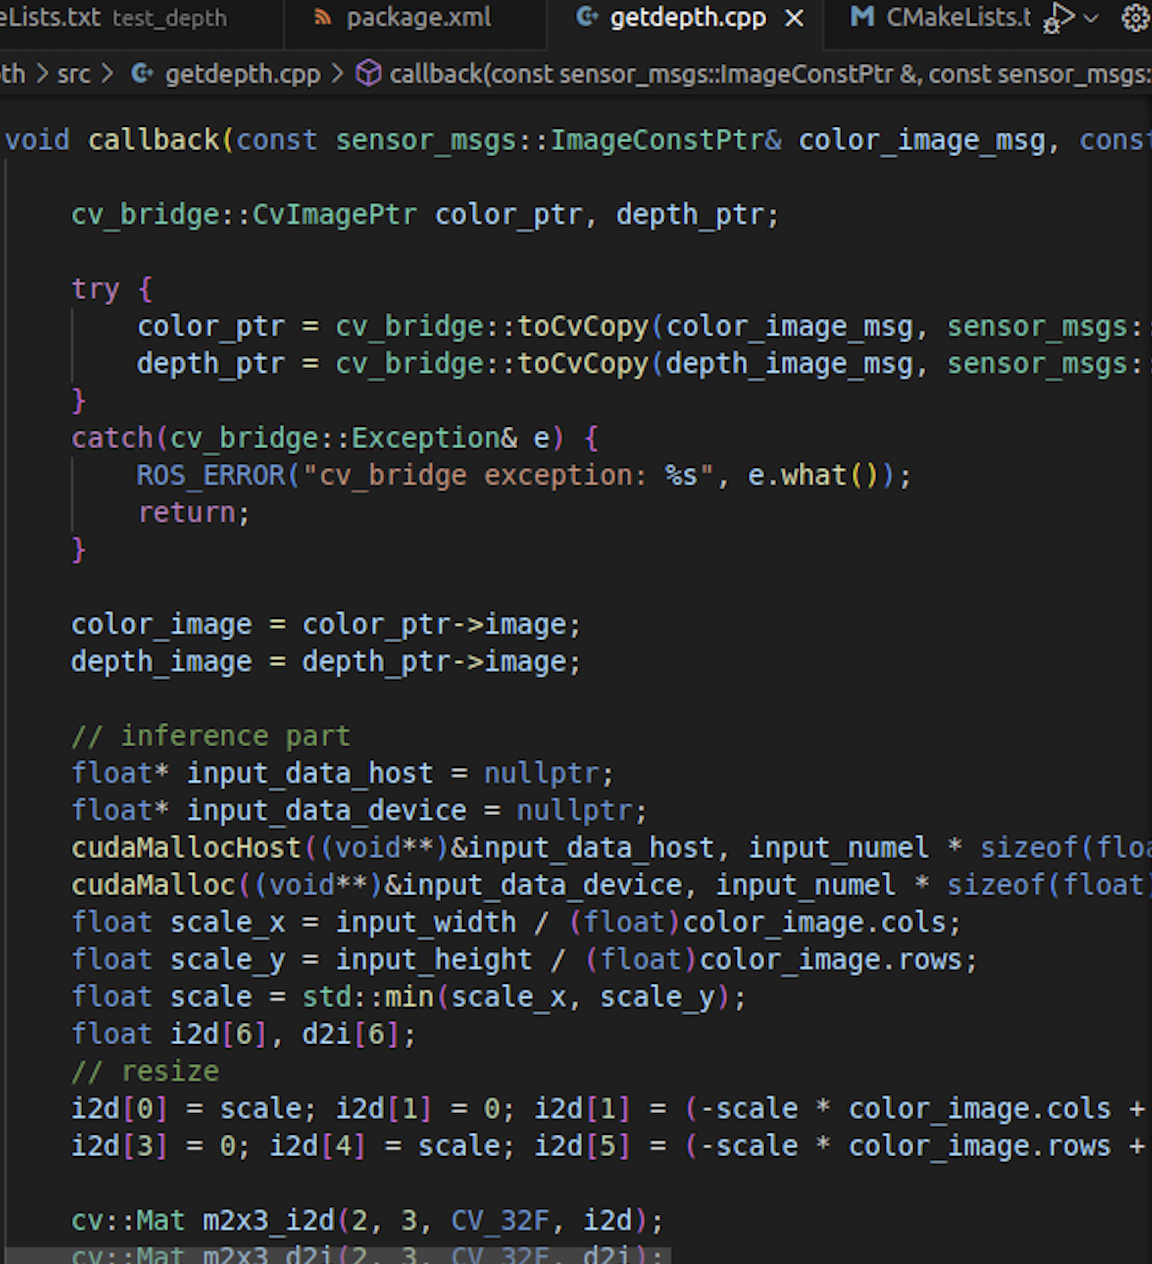 eLists.txt test_depth package.xml getdepth.cpp × CMakeLists.t
th > src > getdepth.cpp > callback(const sensor_msgs::ImageConstPtr &, const sensor_msgs:
void callback(const sensor_msgs::ImageConstPtr& color_image_msg, const
cv_bridge::CvImagePtr color_ptr, depth_ptr;
try {
color_ptr = cv_bridge::toCvCopy(color_image_msg, sensor_msgs::
depth_ptr = cv_bridge::toCvCopy(depth_image_msg, sensor_msgs::
}
catch(cv_bridge::Exception& e) {
ROS_ERROR("cv_bridge exception: %s", e.what());
return;
}
color_image = color_ptr->image;
depth_image = depth_ptr->image;
// inference part
float* input_data_host = nullptr;
float* input_data_device = nullptr;
cudaMallocHost((void**)&input_data_host, input_numel * sizeof(floa
cudaMalloc((void**)&input_data_device, input_numel * sizeof(float)
float scale_x = input_width / (float)color_image.cols;
float scale_y = input_height / (float)color_image.rows;
float scale = std::min(scale_x, scale_y);
float i2d[6], d2i[6];
// resize
i2d[0] = scale; i2d[1] = 0; i2d[1] = (-scale * color_image.cols +
i2d[3] = 0; i2d[4] = scale; i2d[5] = (-scale * color_image.rows +
cv::Mat m2x3_i2d(2, 3, CV_32F, i2d);
cv::Mat m2x3_d2i(2, 3, CV_32F, d2i);